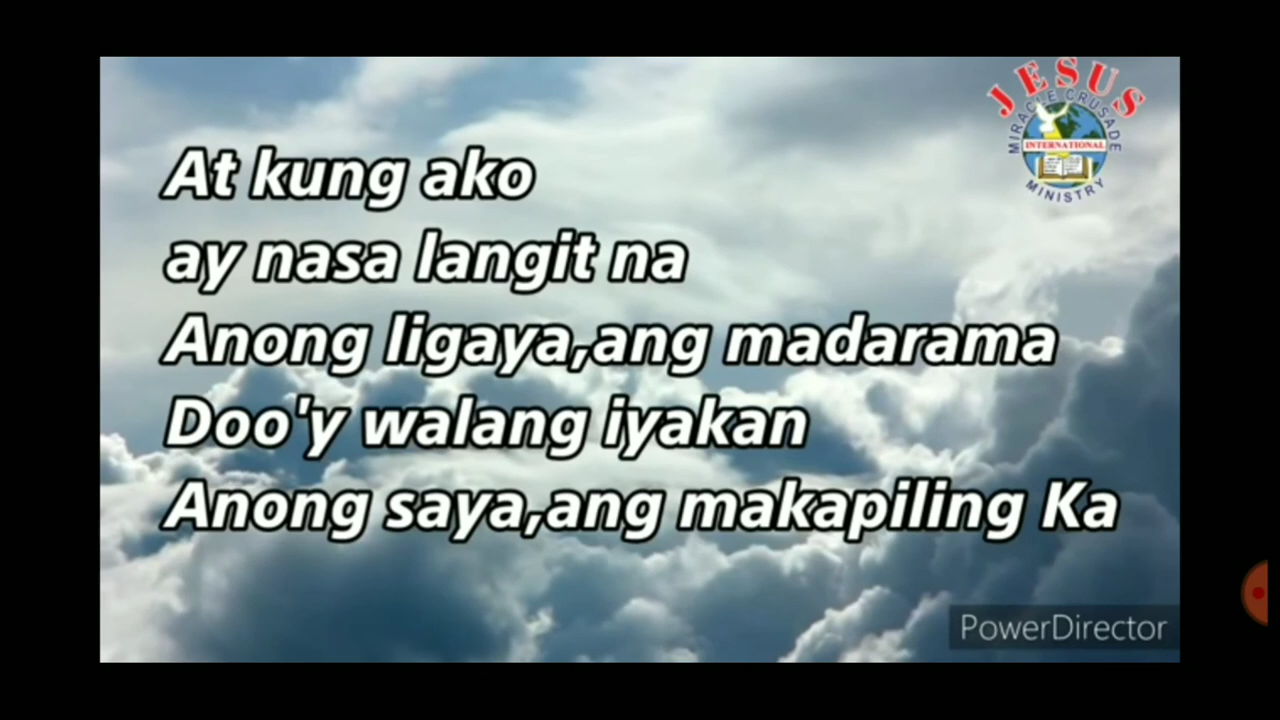 JESUS
MIRACLE CRUSADE
INTERNATIONAL
MINISTRY
At kung ako
ay nasa langit na
Anong ligaya,ang madarama
Doo'y walang iyakan
Anong saya,ang makapiling Ka
PowerDirector